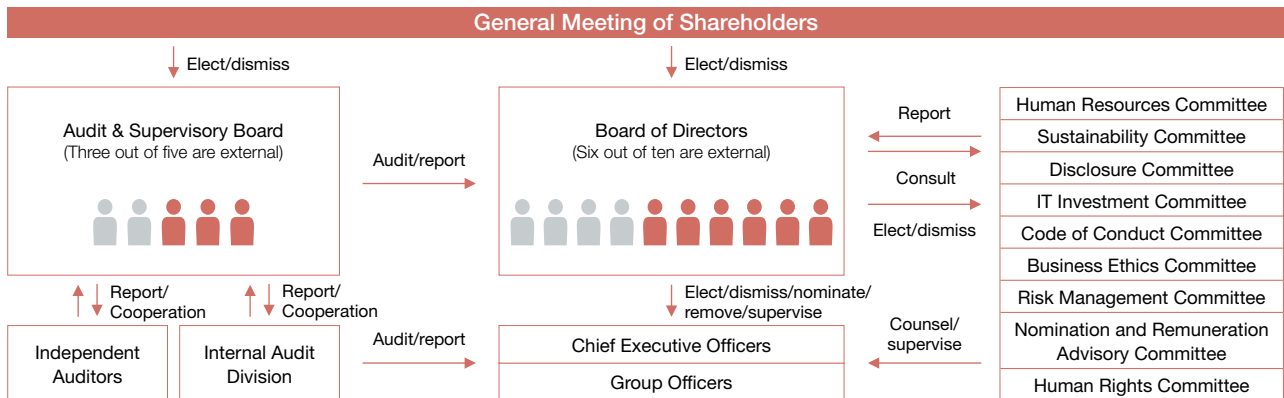 General Meeting of Shareholders
Elect/dismiss
Elect/dismiss
Audit & Supervisory Board
(Three out of five are external)
Audit/report
Board of Directors
(Six out of ten are external)
Report
Consult
Elect/dismiss
Human Resources Committee
Sustainability Committee
Disclosure Committee
IT Investment Committee
Code of Conduct Committee
Business Ethics Committee
Risk Management Committee
Nomination and Remuneration
Advisory Committee
Human Rights Committee
Report/
Cooperation
Report/
Cooperation
Elect/dismiss/nominate/
remove/supervise
Counsel/
supervise
Independent
Auditors
Internal Audit
Division
Audit/report
Chief Executive Officers
Group Officers